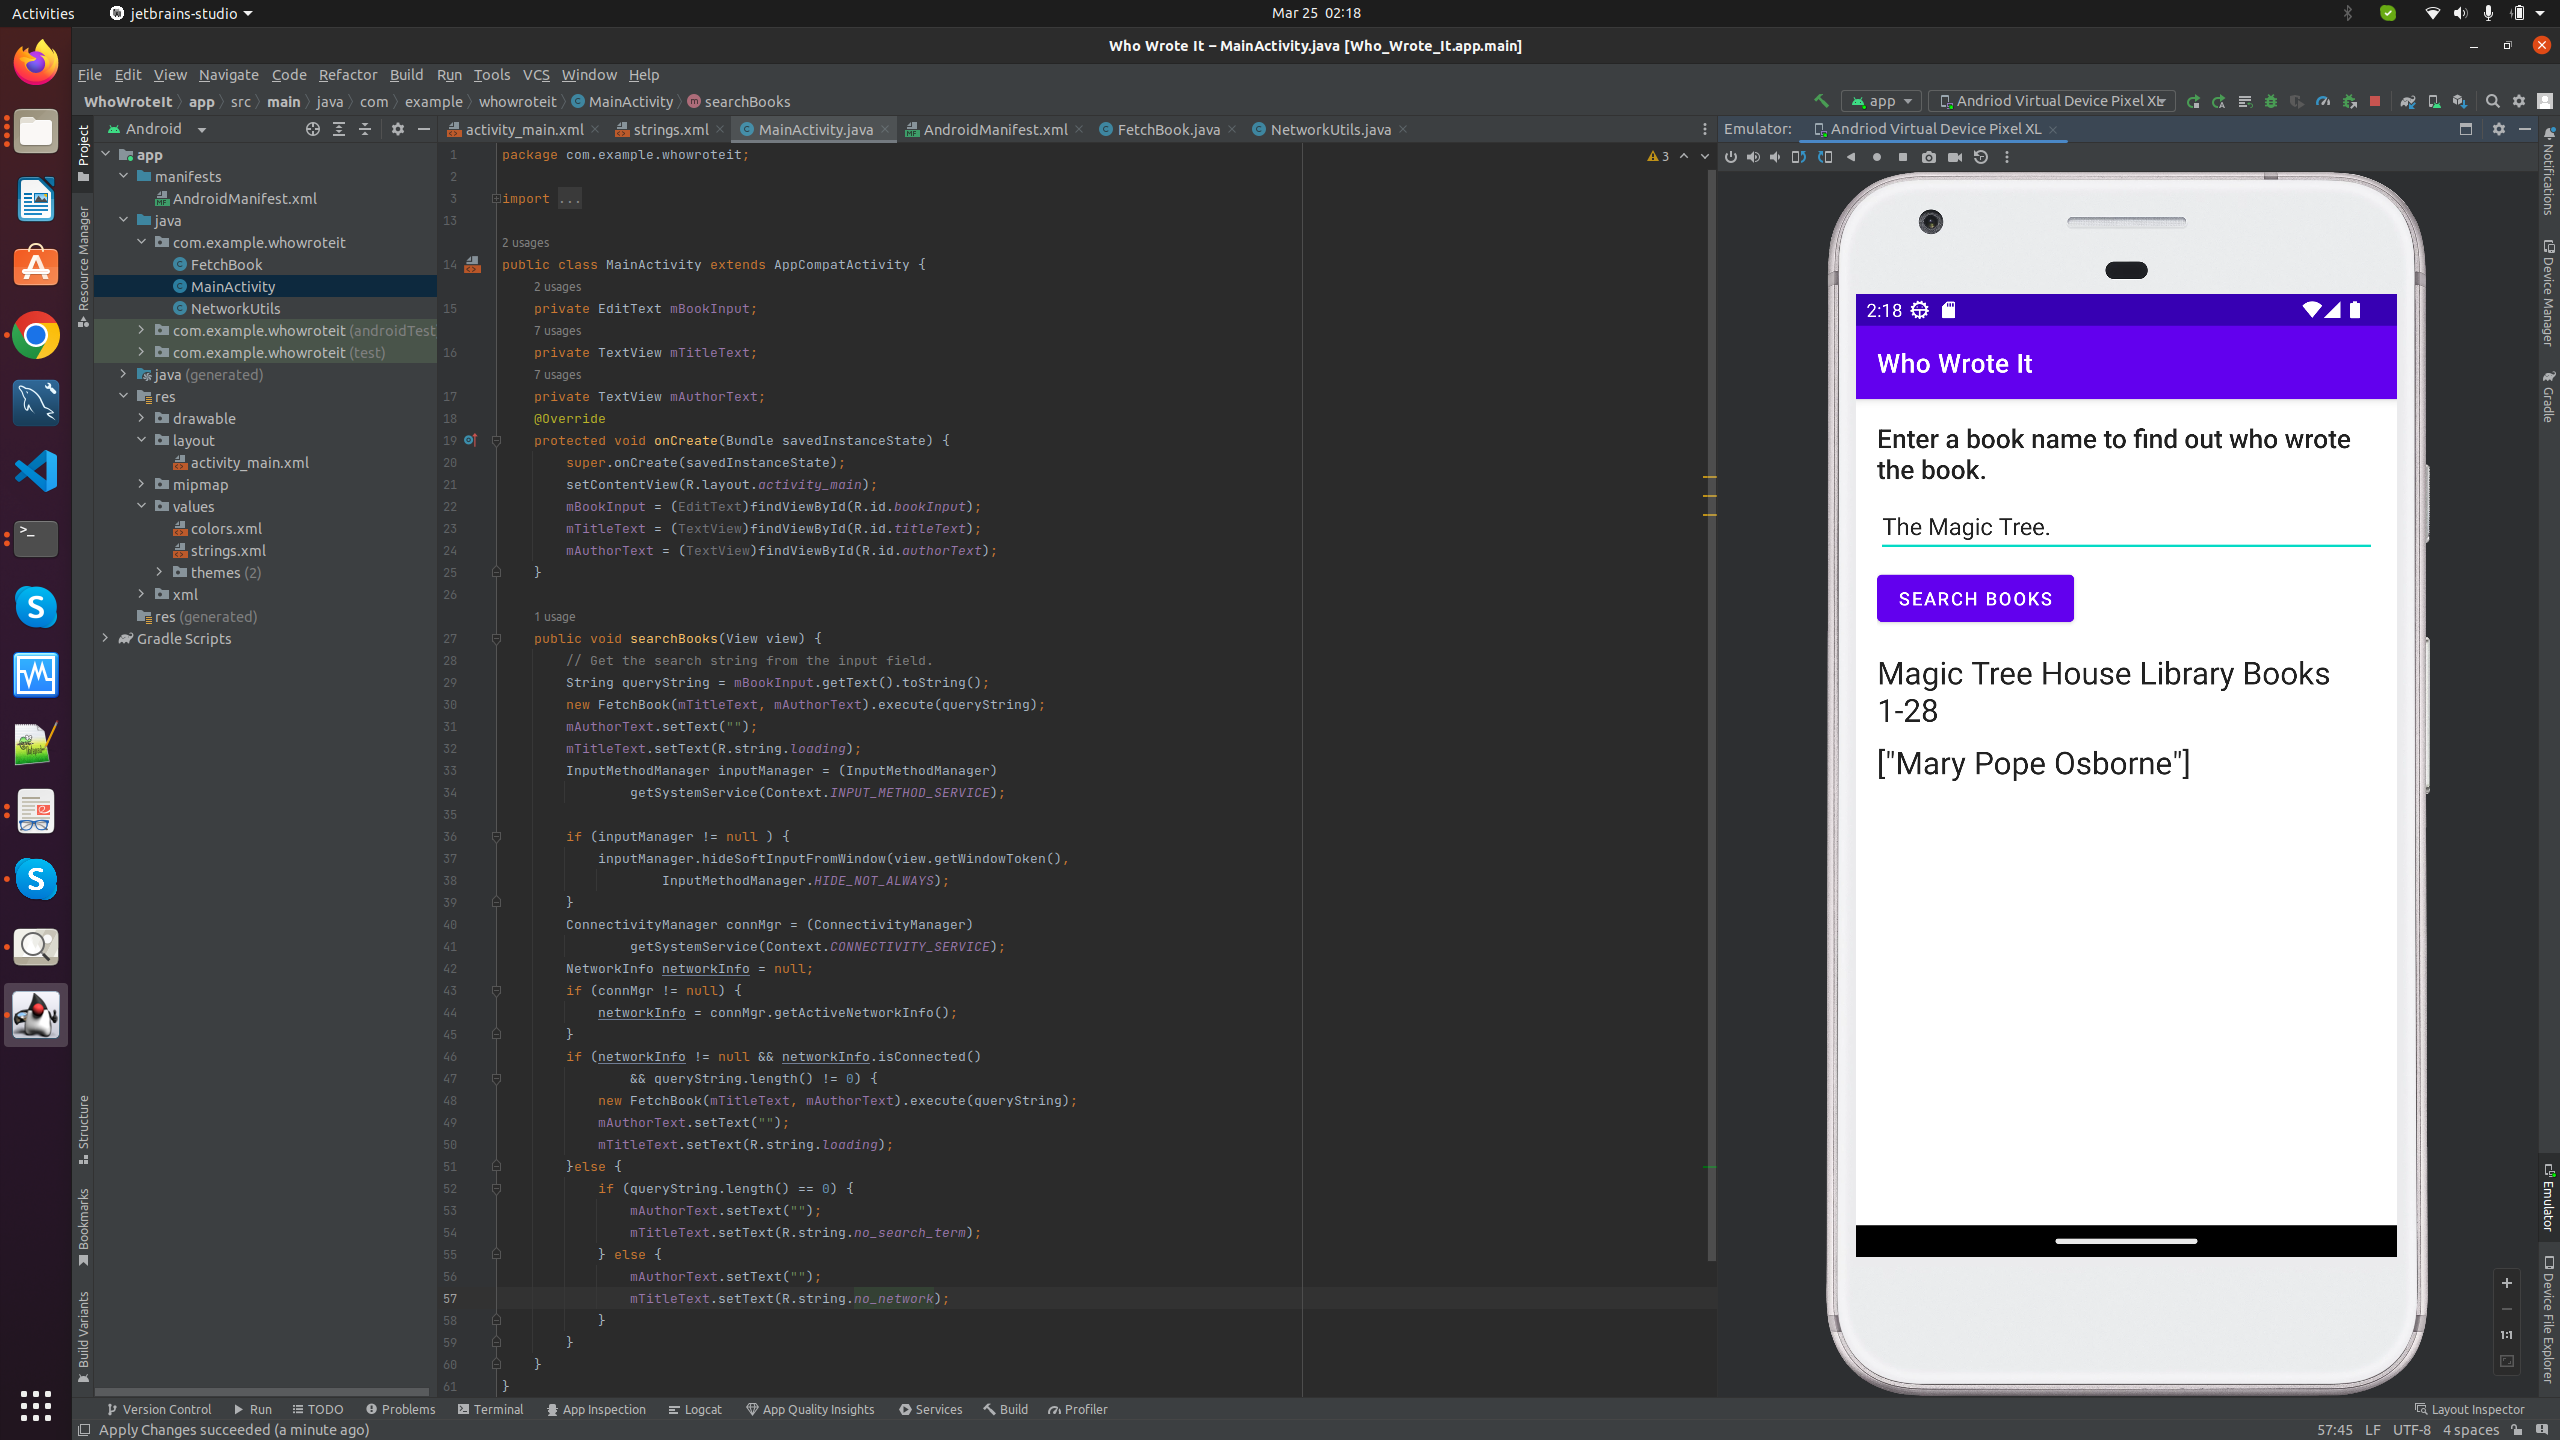 Activities
jetbrains-studio
Mar 25 02:18
Who Wrote It – MainActivity.java [Who_Wrote_It.app.main]
File Edit View Navigate Code Refactor Build Run Tools VCS Window Help
WhoWroteIt app src main java com example whowroteit MainActivity searchBooks
app
Andriod Virtual Device Pixel XL
Project
Resource Manager
Structure
Bookmarks
Build Variants
Android
app
manifests
AndroidManifest.xml
java
com.example.whowroteit
FetchBook
MainActivity
NetworkUtils
com.example.whowroteit (androidTest
com.example.whowroteit (test)
java (generated)
res
drawable
layout
activity_main.xml
mipmap
values
colors.xml
strings.xml
themes (2)
xml
res (generated)
Gradle Scripts
activity_main.xml strings.xml MainActivity.java AndroidManifest.xml FetchBook.java NetworkUtils.java
3
1 package com.example.whowroteit;
2
3 import ...
13
2 usages
14 public class MainActivity extends AppCompatActivity {
2 usages
15 private EditText mBookInput;
7 usages
16 private TextView mTitleText;
7 usages
17 private TextView mAuthorText;
18 @Override
19 protected void onCreate(Bundle savedInstanceState) {
20 super.onCreate(savedInstanceState);
21 setContentView(R.layout.activity_main);
22 mBookInput = (EditText)findViewById(R.id.bookInput);
23 mTitleText = (TextView)findViewById(R.id.titleText);
24 mAuthorText = (TextView)findViewById(R.id.authorText);
25 }
26
1 usage
27 public void searchBooks(View view) {
28 // Get the search string from the input field.
29 String queryString = mBookInput.getText().toString();
30 new FetchBook(mTitleText, mAuthorText).execute(queryString);
31 mAuthorText.setText("");
32 mTitleText.setText(R.string.loading);
33 InputMethodManager inputManager = (InputMethodManager)
34 getSystemService(Context.INPUT_METHOD_SERVICE);
35
36 if (inputManager != null ) {
37 inputManager.hideSoftInputFromWindow(view.getWindowToken(),
38 InputMethodManager.HIDE_NOT_ALWAYS);
39 }
40 ConnectivityManager connMgr = (ConnectivityManager)
41 getSystemService(Context.CONNECTIVITY_SERVICE);
42 NetworkInfo networkInfo = null;
43 if (connMgr != null) {
44 networkInfo = connMgr.getActiveNetworkInfo();
45 }
46 if (networkInfo != null && networkInfo.isConnected()
47 && queryString.length() != 0) {
48 new FetchBook(mTitleText, mAuthorText).execute(queryString);
49 mAuthorText.setText("");
50 mTitleText.setText(R.string.loading);
51 }else {
52 if (queryString.length() == 0) {
53 mAuthorText.setText("");
54 mTitleText.setText(R.string.no_search_term);
55 } else {
56 mAuthorText.setText("");
57 mTitleText.setText(R.string.no_network);
58 }
59 }
60 }
61 }
Emulator: Andriod Virtual Device Pixel XL
2:18
Who Wrote It
Enter a book name to find out who wrote
the book.
The Magic Tree.
SEARCH BOOKS
Magic Tree House Library Books
1-28
["Mary Pope Osborne"]
1:1
Notifications
Device Manager
Gradle
Emulator
Device File Explorer
Version Control Run TODO Problems Terminal App Inspection Logcat App Quality Insights Services Build Profiler
Layout Inspector
Apply Changes succeeded (a minute ago)
57:45 LF UTF-8 4 spaces